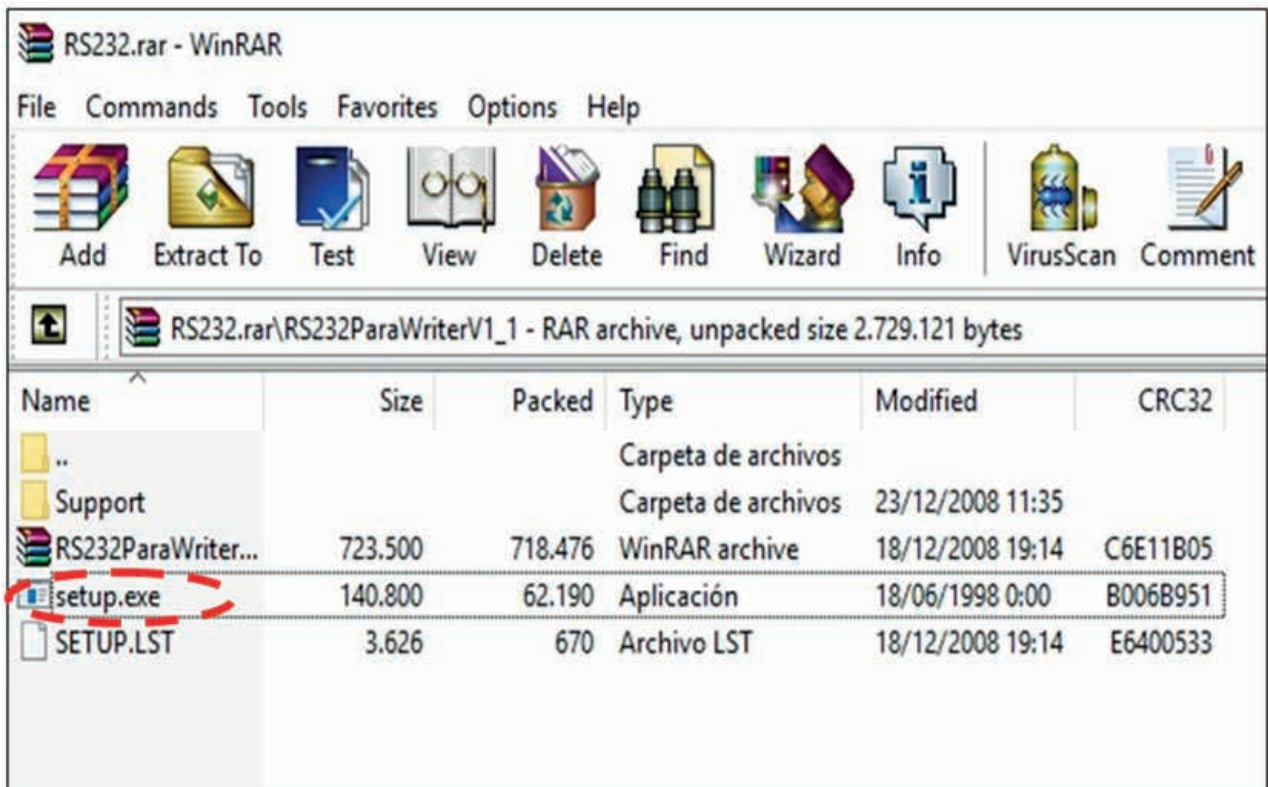 RS232.rar - WinRAR
File Commands Tools Favorites Options Help
Add Extract To Test View Delete Find Wizard Info VirusScan Comment
RS232.rar\RS232ParaWriterV1_1 - RAR archive, unpacked size 2.729.121 bytes
Name Size Packed Type Modified CRC32
.. Carpeta de archivos
Support Carpeta de archivos 23/12/2008 11:35
RS232ParaWriter... 723.500 718.476 WinRAR archive 18/12/2008 19:14 C6E11B05
setup.exe 140.800 62.190 Aplicación 18/06/1998 0:00 B006B951
SETUP.LST 3.626 670 Archivo LST 18/12/2008 19:14 E6400533